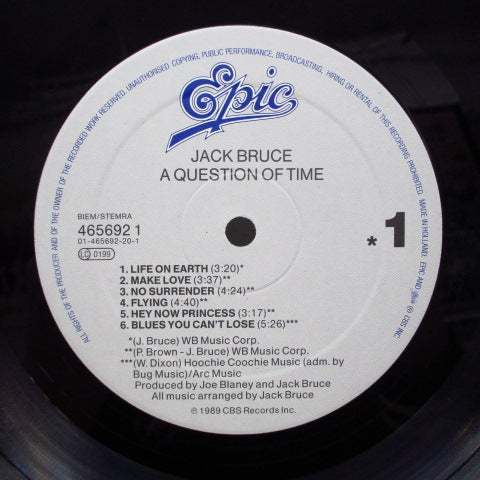 ALL RIGHTS OF THE PRODUCER AND OF THE OWNER OF THE RECORDED WORK RESERVED. UNAUTHORISED COPYING, PUBLIC PERFORMANCE, BROADCASTING, HIRING OR RENTAL OF THIS RECORDING PROHIBITED. MADE IN HOLLAND. EPIC AND
CBS INC.
Epic
JACK BRUCE
A QUESTION OF TIME
BIEM/STEMRA
465692 1
01-465692-20-1
LC 0199
* 1
1. LIFE ON EARTH (3:20)*
2. MAKE LOVE (3:37)**
3. NO SURRENDER (4:24)**
4. FLYING (4:40)**
5. HEY NOW PRINCESS (3:17)**
6. BLUES YOU CAN'T LOSE (5:26)***
*(J. Bruce) WB Music Corp.
**(P. Brown - J. Bruce) WB Music Corp.
***(W. Dixon) Hoochie Coochie Music (adm. by
Bug Music)/Arc Music
Produced by Joe Blaney and Jack Bruce
All music arranged by Jack Bruce
℗ 1989 CBS Records Inc.